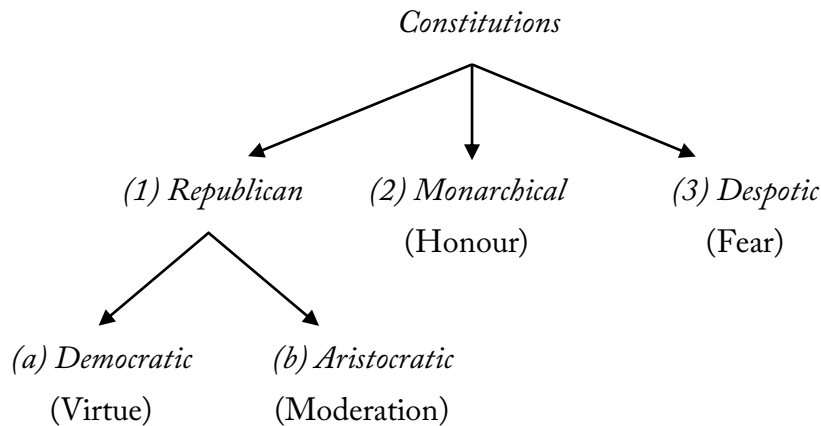 Constitutions
(1) Republican (2) Monarchical (3) Despotic
(Honour) (Fear)
(a) Democratic (b) Aristocratic
(Virtue) (Moderation)